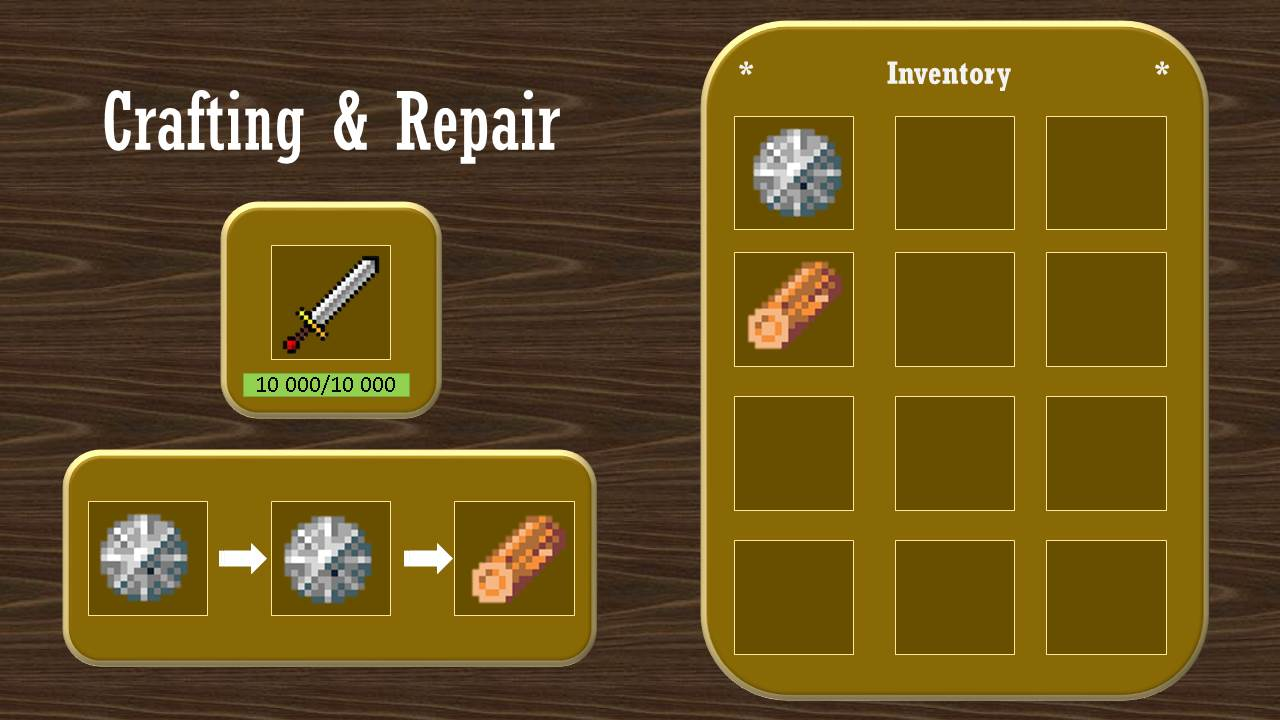 Crafting & Repair
10 000/10 000
* Inventory *